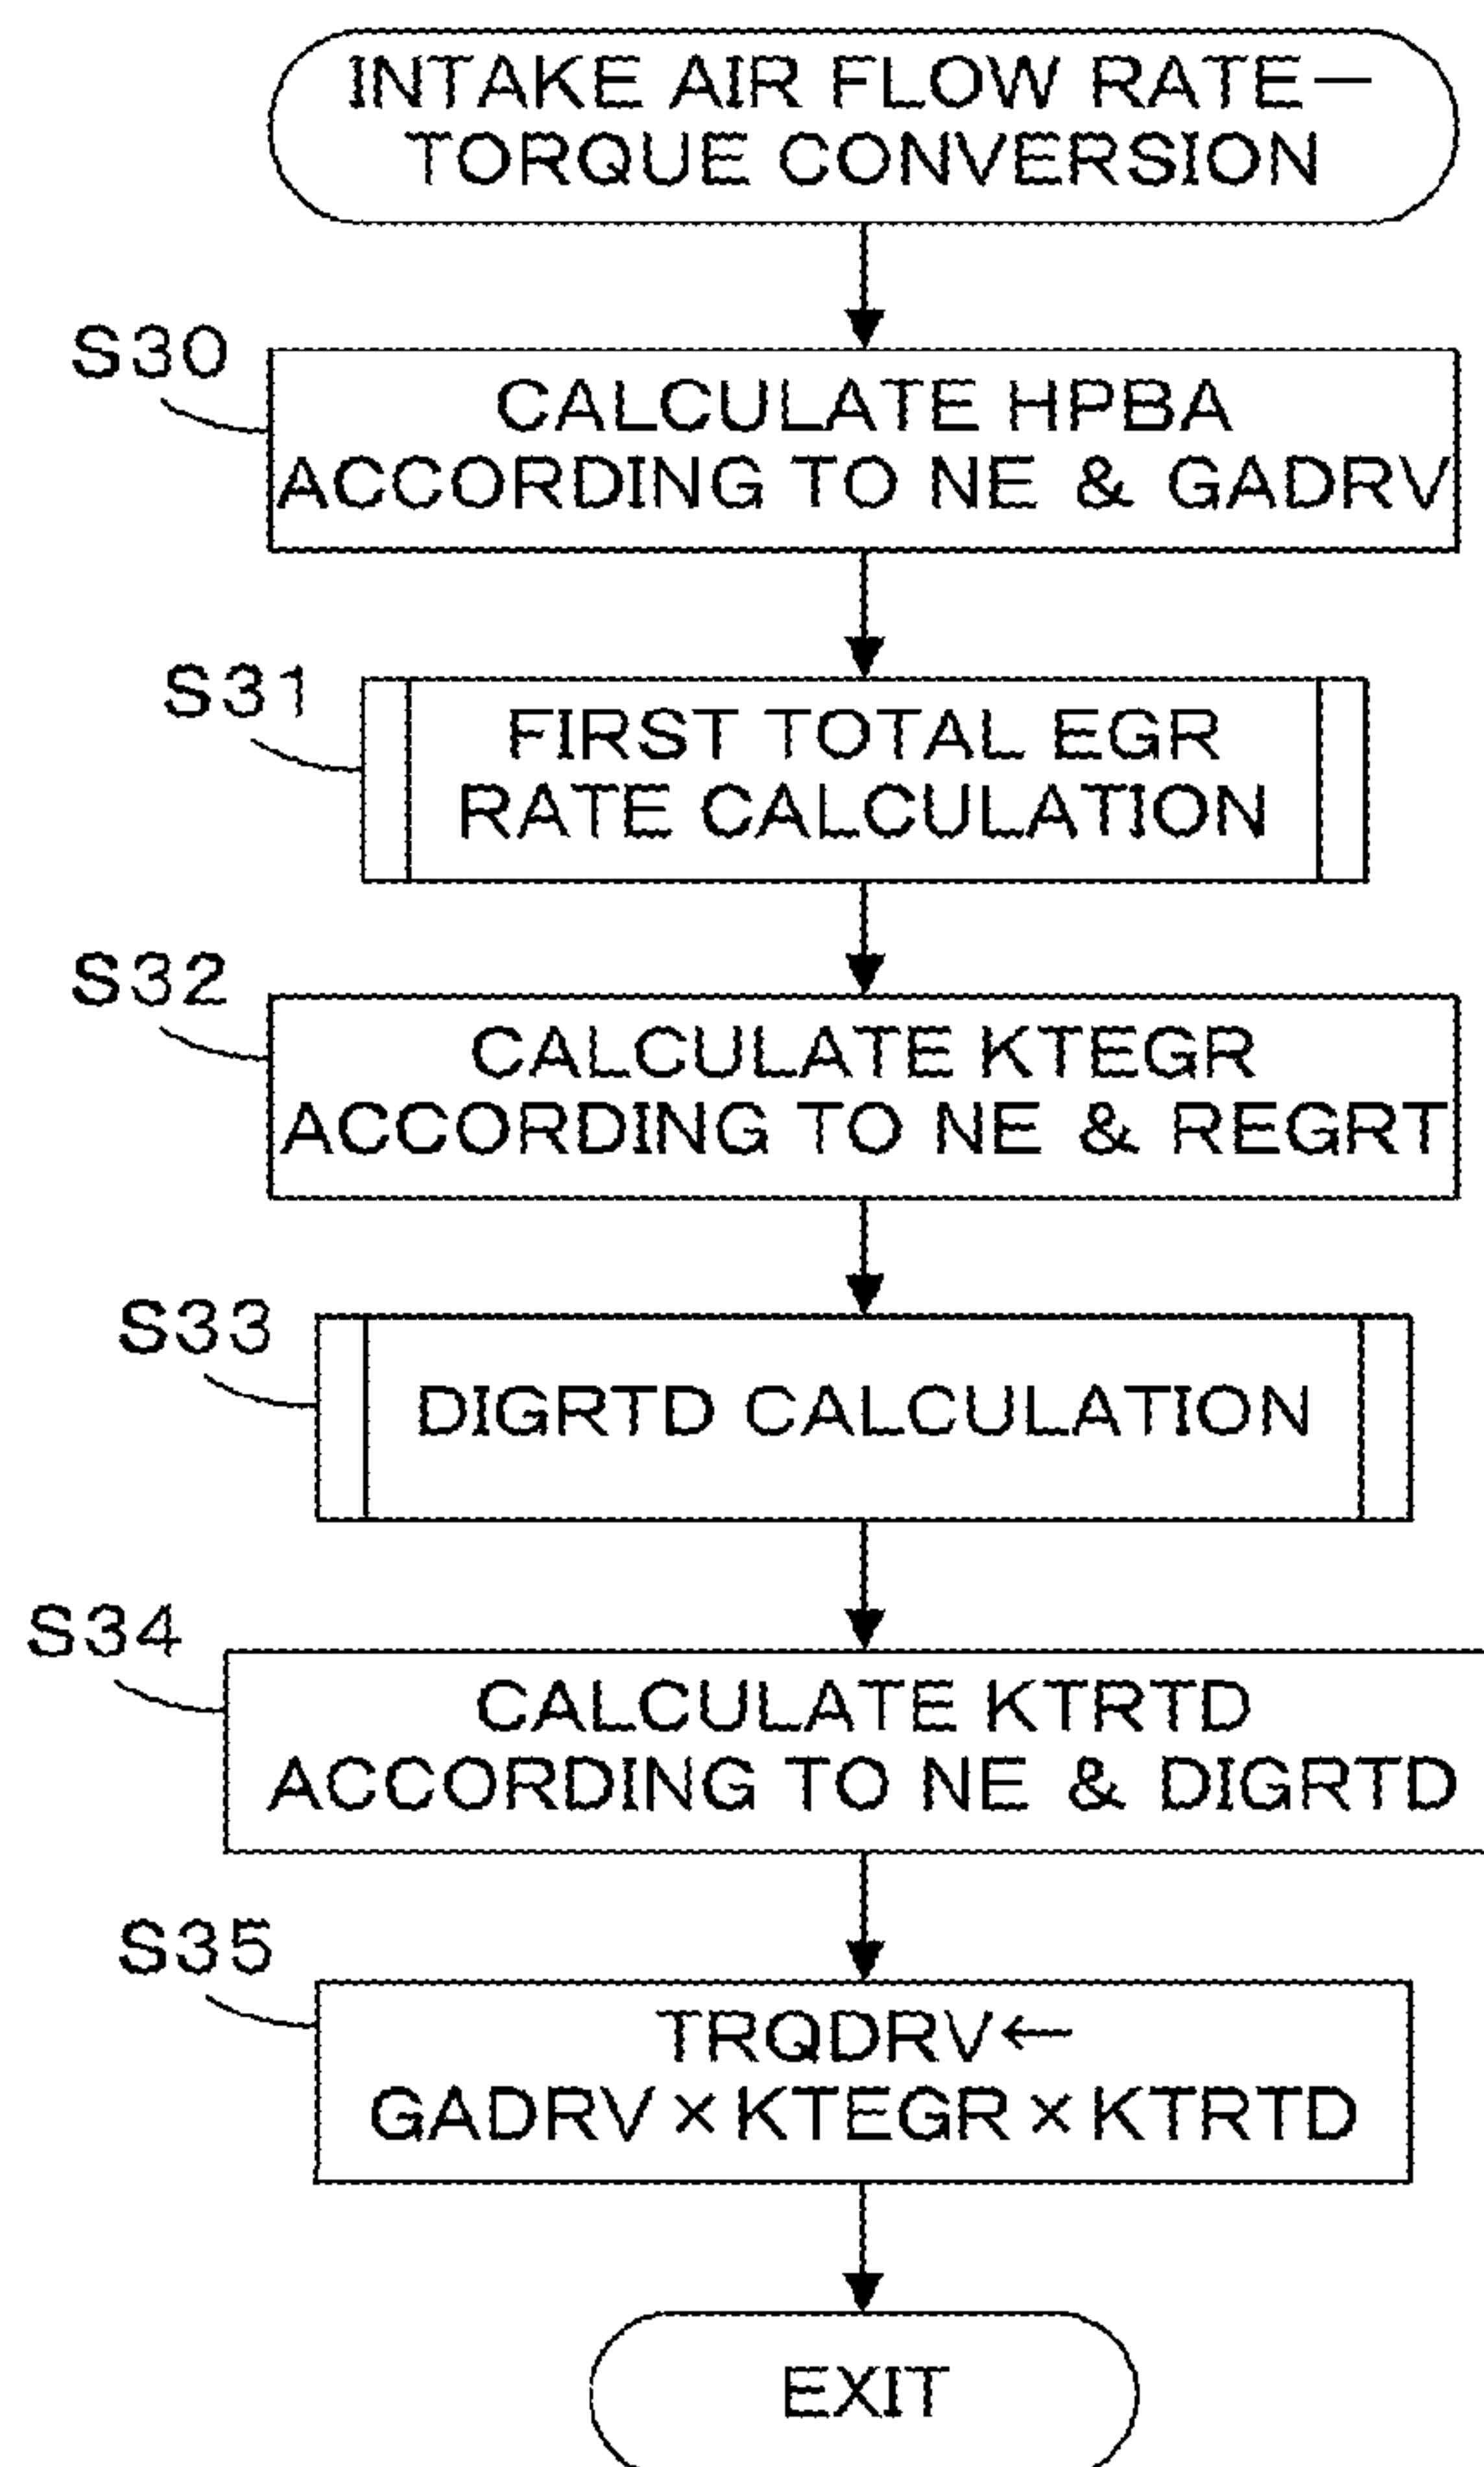 INTAKE AIR FLOW RATE—
TORQUE CONVERSION
S30
CALCULATE HPBA
ACCORDING TO NE & GADRV
S31
FIRST TOTAL EGR
RATE CALCULATION
S32
CALCULATE KTEGR
ACCORDING TO NE & REGRT
S33
DIGRTD CALCULATION
S34
CALCULATE KTRTD
ACCORDING TO NE & DIGRTD
S35
TRQDRV←
GADRV×KTEGR×KTRTD
EXIT